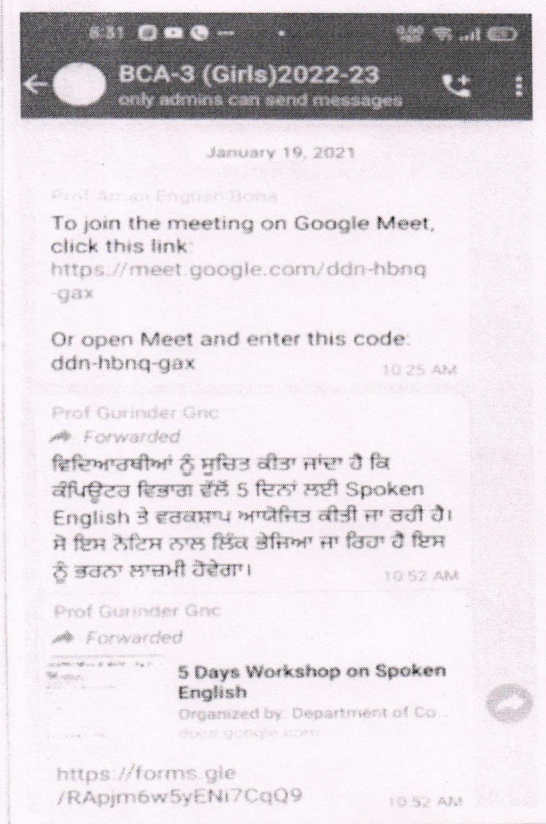 8:31
BCA-3 (Girls)2022-23
only admins can send messages
January 19, 2021
Prof Aman English Boha
To join the meeting on Google Meet,
click this link:
https://meet.google.com/ddn-hbnq
-gax
Or open Meet and enter this code:
ddn-hbnq-gax
10:25 AM
Prof Gurinder Gnc
Forwarded
ਵਿਦਿਆਰਥੀਆਂ ਨੂੰ ਸੂਚਿਤ ਕੀਤਾ ਜਾਂਦਾ ਹੈ ਕਿ
ਕੰਪਿਊਟਰ ਵਿਭਾਗ ਵੱਲੋਂ 5 ਦਿਨਾਂ ਲਈ Spoken
English ਤੇ ਵਰਕਸ਼ਾਪ ਆਯੋਜਿਤ ਕੀਤੀ ਜਾ ਰਹੀ ਹੈ।
ਸੋ ਇਸ ਨੋਟਿਸ ਨਾਲ ਲਿੰਕ ਭੇਜਿਆ ਜਾ ਰਿਹਾ ਹੈ ਇਸ
ਨੂੰ ਭਰਨਾ ਲਾਜ਼ਮੀ ਹੋਵੇਗਾ।
10:52 AM
Prof Gurinder Gnc
Forwarded
5 Days Workshop on Spoken
English
Organized by: Department of Co...
docs.google.com
https://forms.gle
/RApjm6w5yENi7CqQ9
10:52 AM